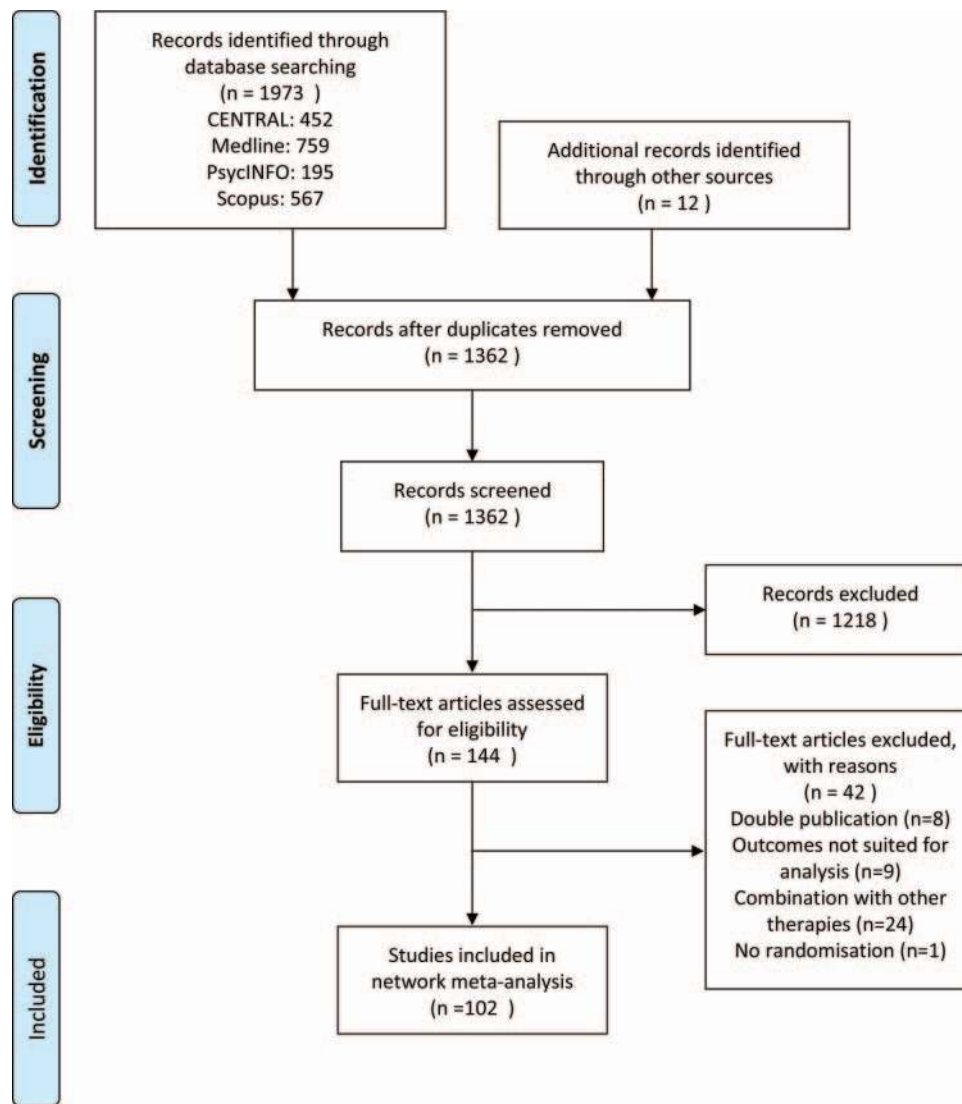 Identification
Records identified through
database searching
(n = 1973 )
CENTRAL: 452
Medline: 759
PsycINFO: 195
Scopus: 567
Additional records identified
through other sources
(n = 12 )
Screening
Records after duplicates removed
(n = 1362 )
Records screened
(n = 1362 )
Records excluded
(n = 1218 )
Eligibility
Full-text articles assessed
for eligibility
(n = 144 )
Full-text articles excluded,
with reasons
(n = 42 )
Double publication (n=8)
Outcomes not suited for
analysis (n=9)
Combination with other
therapies (n=24)
No randomisation (n=1)
Included
Studies included in
network meta-analysis
(n =102 )